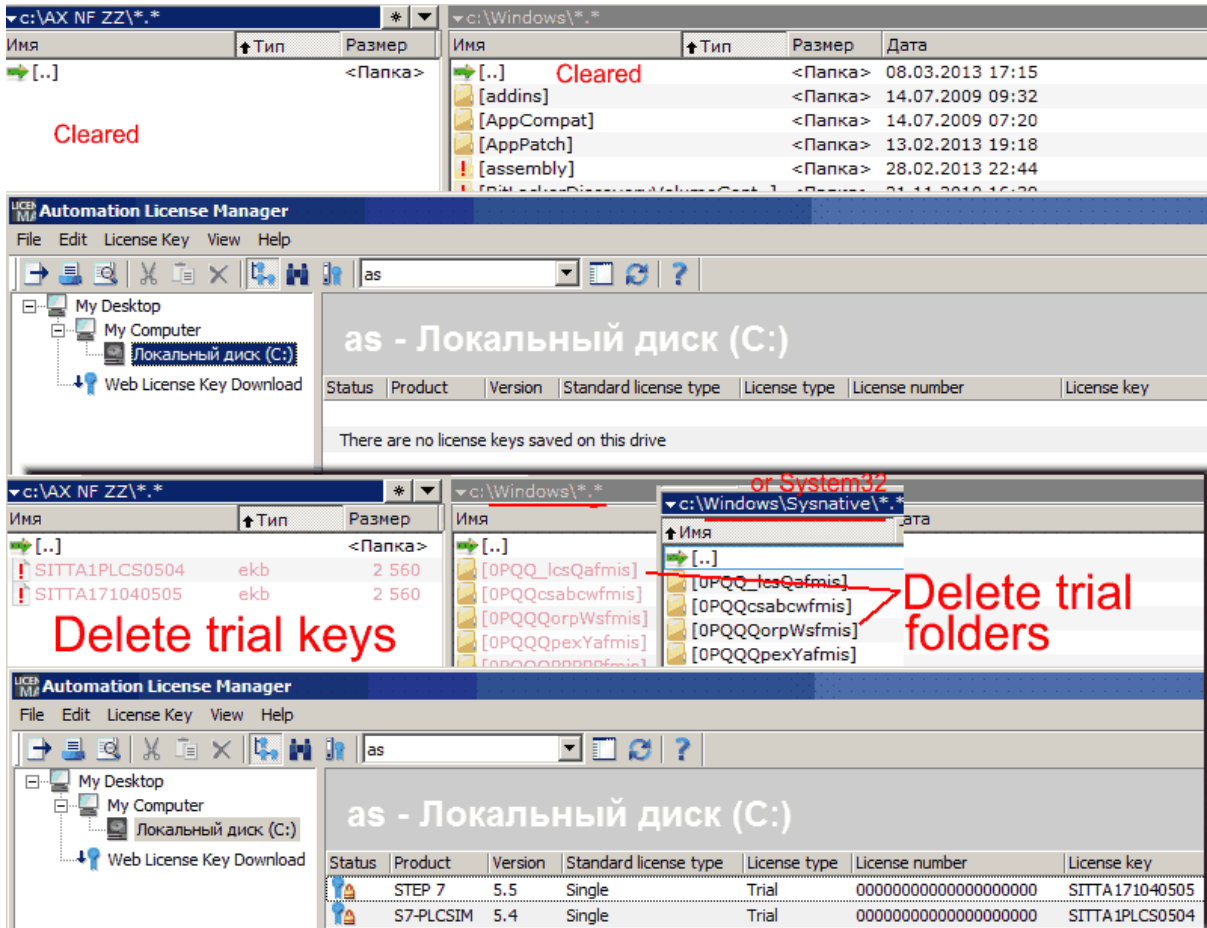 c:\AX NF ZZ\*.* * c:\Windows\*.*
Имя Тип Размер Имя Тип Размер Дата
[..] <Папка> [..] Cleared <Папка> 08.03.2013 17:15
[addins] <Папка> 14.07.2009 09:32
Cleared [AppCompat] <Папка> 14.07.2009 07:20
[AppPatch] <Папка> 13.02.2013 19:18
[assembly] <Папка> 28.02.2013 22:44
Automation License Manager
File Edit License Key View Help
as ?
My Desktop
My Computer
Локальный диск (C:)
Web License Key Download
as - Локальный диск (C:)
Status Product Version Standard license type License type License number License key
There are no license keys saved on this drive
c:\AX NF ZZ\*.* * c:\Windows\*.*
Имя Тип Размер Имя
[..] <Папка> [..]
SITTA1PLCS0504 ekb 2 560 [0PQQ_lcsQafmis]
SITTA171040505 ekb 2 560 [0PQQcsabcwfmis]
[0PQQQorpWsfmis]
[0PQQQpexYafmis]
or System32
c:\Windows\Sysnative\*.*
Имя
[..]
[0PQQ_lcsQafmis]
[0PQQcsabcwfmis]
[0PQQQorpWsfmis]
[0PQQQpexYafmis]
Delete trial keys
Delete trial
folders
Automation License Manager
File Edit License Key View Help
as ?
My Desktop
My Computer
Локальный диск (C:)
Web License Key Download
as - Локальный диск (C:)
Status Product Version Standard license type License type License number License key
STEP 7 5.5 Single Trial 00000000000000000000 SITTA171040505
S7-PLCSIM 5.4 Single Trial 00000000000000000000 SITTA1PLCS0504